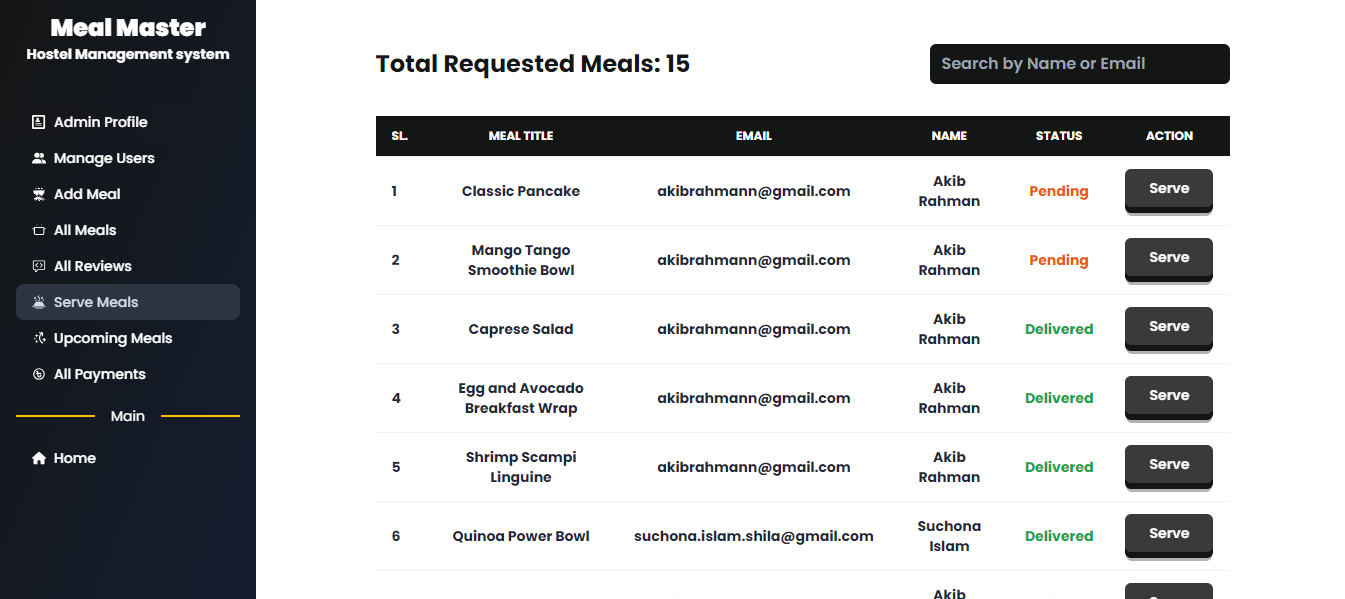 Meal Master
Hostel Management system
Admin Profile
Manage Users
Add Meal
All Meals
All Reviews
Serve Meals
Upcoming Meals
All Payments
Main
Home
Total Requested Meals: 15
Search by Name or Email
SL. MEAL TITLE EMAIL NAME STATUS ACTION
1 Classic Pancake akibrahmann@gmail.com Akib Rahman Pending Serve
2 Mango Tango Smoothie Bowl akibrahmann@gmail.com Akib Rahman Pending Serve
3 Caprese Salad akibrahmann@gmail.com Akib Rahman Delivered Serve
4 Egg and Avocado Breakfast Wrap akibrahmann@gmail.com Akib Rahman Delivered Serve
5 Shrimp Scampi Linguine akibrahmann@gmail.com Akib Rahman Delivered Serve
6 Quinoa Power Bowl suchona.islam.shila@gmail.com Suchona Islam Delivered Serve
Akib